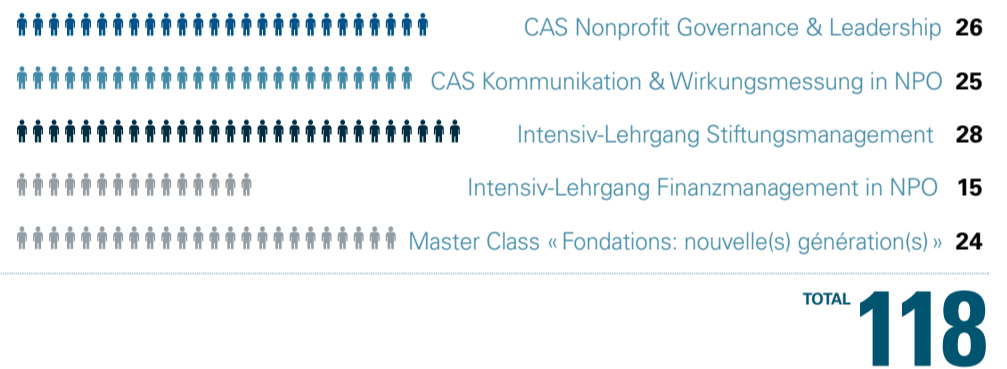 CAS Nonprofit Governance & Leadership 26
CAS Kommunikation & Wirkungsmessung in NPO 25
Intensiv-Lehrgang Stiftungsmanagement 28
Intensiv-Lehrgang Finanzmanagement in NPO 15
Master Class « Fondations: nouvelle(s) génération(s) » 24
TOTAL 118